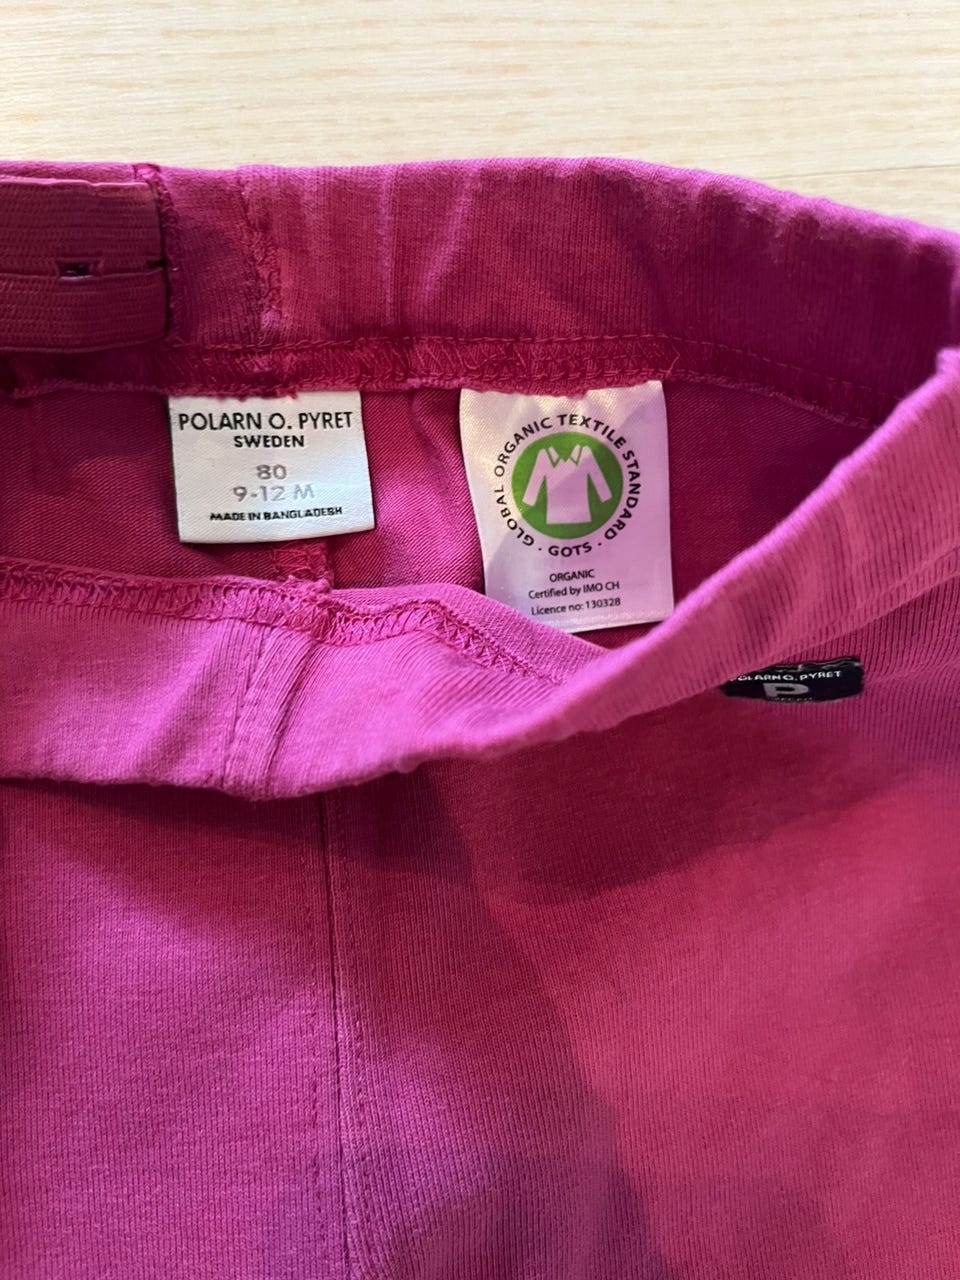 POLARN O. PYRET
SWEDEN
80
9-12 M
MADE IN BANGLADESH
GLOBAL ORGANIC TEXTILE STANDARD
· GOTS ·
ORGANIC
Certified by IMO CH
Licence no: 130328
POLARN O. PYRET
P